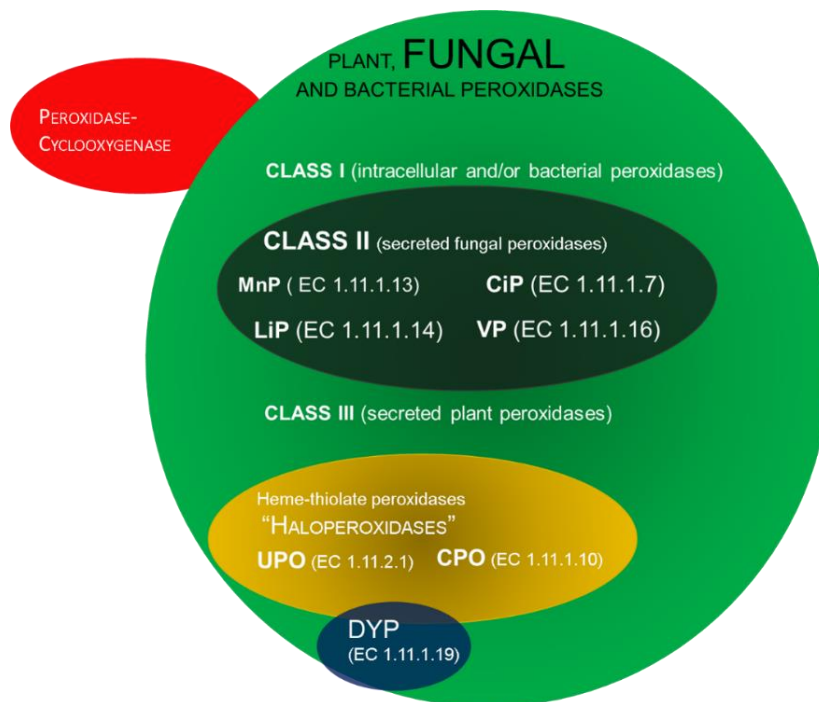 PLANT, FUNGAL
AND BACTERIAL PEROXIDASES
PEROXIDASE-
CYCLOOXYGENASE
CLASS I (intracellular and/or bacterial peroxidases)
CLASS II (secreted fungal peroxidases)
MnP ( EC 1.11.1.13) CiP (EC 1.11.1.7)
LiP (EC 1.11.1.14) VP (EC 1.11.1.16)
CLASS III (secreted plant peroxidases)
Heme-thiolate peroxidases
“HALOPEROXIDASES”
UPO (EC 1.11.2.1) CPO (EC 1.11.1.10)
DYP
(EC 1.11.1.19)